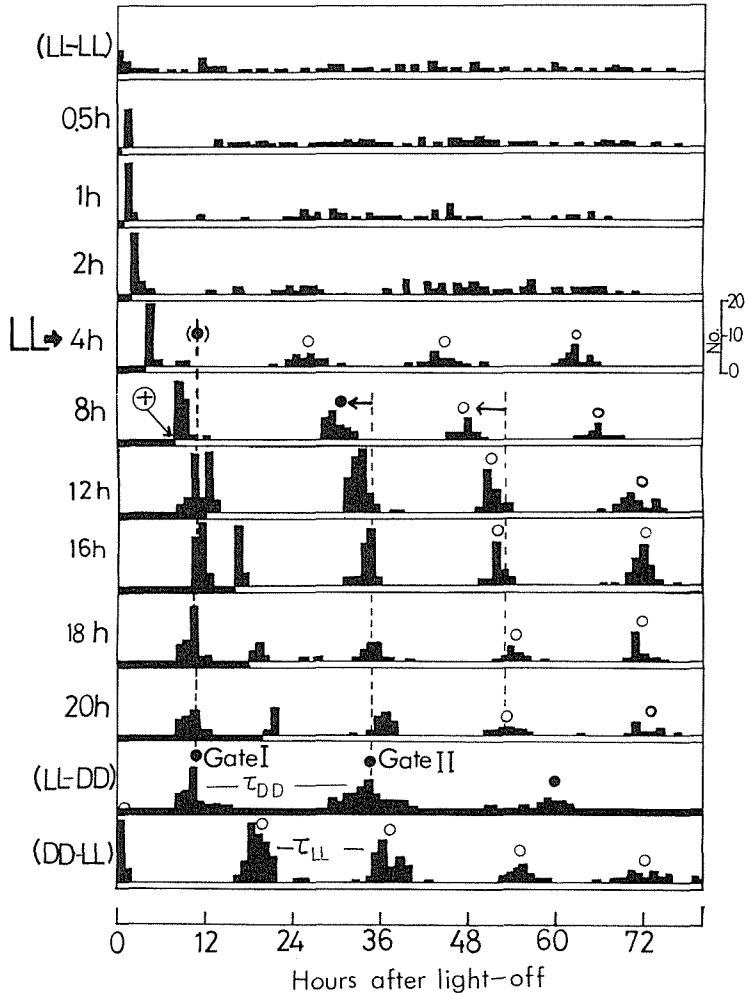 (LL-LL)
0.5h
1h
2h
LL→ 4h
20
No. 10
0
8h
12h
16h
18 h
20h
Gate I
Gate II
(LL-DD)
τDD
(DD-LL)
τLL
0 12 24 36 48 60 72
Hours after light-off